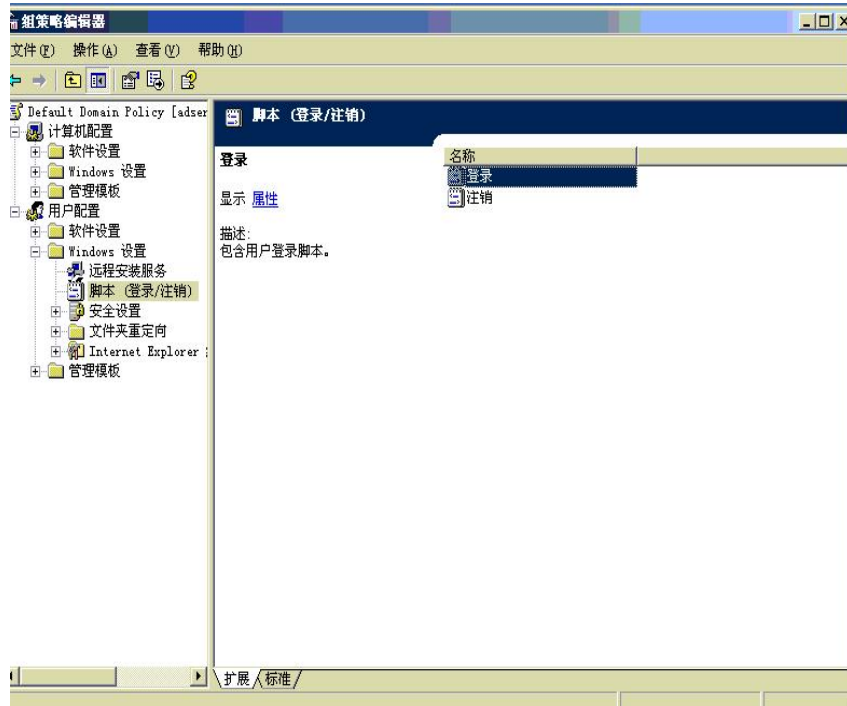 组策略编辑器
文件(F) 操作(A) 查看(V) 帮助(H)
Default Domain Policy [adser
计算机配置
软件设置
Windows 设置
管理模板
用户配置
软件设置
Windows 设置
远程安装服务
脚本 (登录/注销)
安全设置
文件夹重定向
Internet Explorer
管理模板
脚本 (登录/注销)
登录
显示 属性
描述:
包含用户登录脚本。
名称
登录
注销
扩展 标准